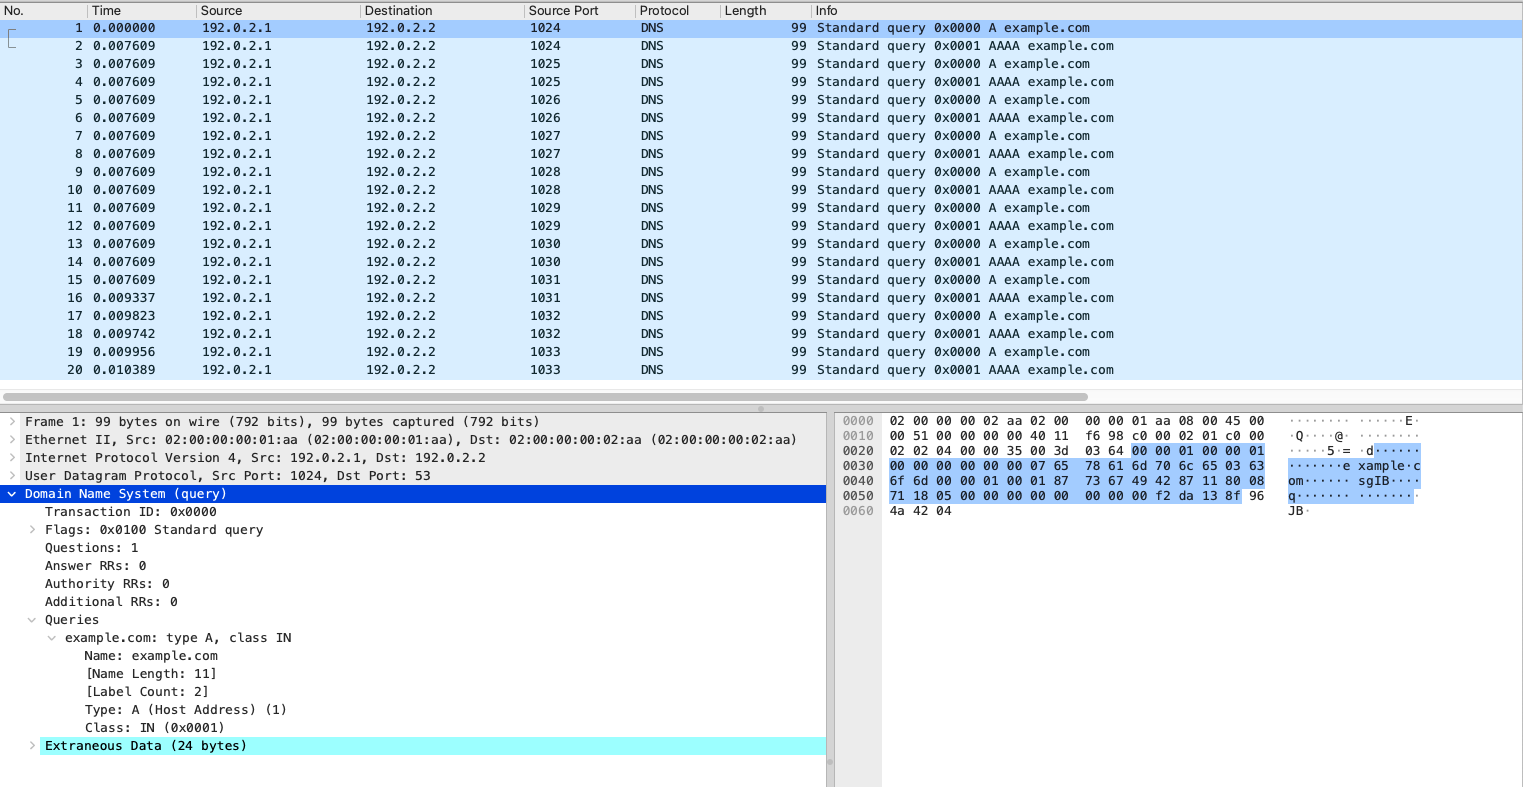 No. Time Source Destination Source Port Protocol Length Info
1 0.000000 192.0.2.1 192.0.2.2 1024 DNS 99 Standard query 0x0000 A example.com
2 0.007609 192.0.2.1 192.0.2.2 1024 DNS 99 Standard query 0x0001 AAAA example.com
3 0.007609 192.0.2.1 192.0.2.2 1025 DNS 99 Standard query 0x0000 A example.com
4 0.007609 192.0.2.1 192.0.2.2 1025 DNS 99 Standard query 0x0001 AAAA example.com
5 0.007609 192.0.2.1 192.0.2.2 1026 DNS 99 Standard query 0x0000 A example.com
6 0.007609 192.0.2.1 192.0.2.2 1026 DNS 99 Standard query 0x0001 AAAA example.com
7 0.007609 192.0.2.1 192.0.2.2 1027 DNS 99 Standard query 0x0000 A example.com
8 0.007609 192.0.2.1 192.0.2.2 1027 DNS 99 Standard query 0x0001 AAAA example.com
9 0.007609 192.0.2.1 192.0.2.2 1028 DNS 99 Standard query 0x0000 A example.com
10 0.007609 192.0.2.1 192.0.2.2 1028 DNS 99 Standard query 0x0001 AAAA example.com
11 0.007609 192.0.2.1 192.0.2.2 1029 DNS 99 Standard query 0x0000 A example.com
12 0.007609 192.0.2.1 192.0.2.2 1029 DNS 99 Standard query 0x0001 AAAA example.com
13 0.007609 192.0.2.1 192.0.2.2 1030 DNS 99 Standard query 0x0000 A example.com
14 0.007609 192.0.2.1 192.0.2.2 1030 DNS 99 Standard query 0x0001 AAAA example.com
15 0.007609 192.0.2.1 192.0.2.2 1031 DNS 99 Standard query 0x0000 A example.com
16 0.009337 192.0.2.1 192.0.2.2 1031 DNS 99 Standard query 0x0001 AAAA example.com
17 0.009823 192.0.2.1 192.0.2.2 1032 DNS 99 Standard query 0x0000 A example.com
18 0.009742 192.0.2.1 192.0.2.2 1032 DNS 99 Standard query 0x0001 AAAA example.com
19 0.009956 192.0.2.1 192.0.2.2 1033 DNS 99 Standard query 0x0000 A example.com
20 0.010389 192.0.2.1 192.0.2.2 1033 DNS 99 Standard query 0x0001 AAAA example.com
Frame 1: 99 bytes on wire (792 bits), 99 bytes captured (792 bits)
Ethernet II, Src: 02:00:00:00:01:aa (02:00:00:00:01:aa), Dst: 02:00:00:00:02:aa (02:00:00:00:02:aa)
Internet Protocol Version 4, Src: 192.0.2.1, Dst: 192.0.2.2
User Datagram Protocol, Src Port: 1024, Dst Port: 53
Domain Name System (query)
Transaction ID: 0x0000
Flags: 0x0100 Standard query
Questions: 1
Answer RRs: 0
Authority RRs: 0
Additional RRs: 0
Queries
example.com: type A, class IN
Name: example.com
[Name Length: 11]
[Label Count: 2]
Type: A (Host Address) (1)
Class: IN (0x0001)
Extraneous Data (24 bytes)
0000 02 00 00 00 02 aa 02 00 00 00 01 aa 08 00 45 00 ········ ······E·
0010 00 51 00 00 00 00 40 11 f6 98 c0 00 02 01 c0 00 ·Q····@· ········
0020 02 02 04 00 00 35 00 3d 03 64 00 00 01 00 00 01 ·····5·= ·d······
0030 00 00 00 00 00 00 07 65 78 61 6d 70 6c 65 03 63 ·······e xample·c
0040 6f 6d 00 00 01 00 01 87 73 67 49 42 87 11 80 08 om······ sgIB····
0050 71 18 05 00 00 00 00 00 00 00 f2 da 13 8f 96 q······· ·······
0060 4a 42 04 JB·